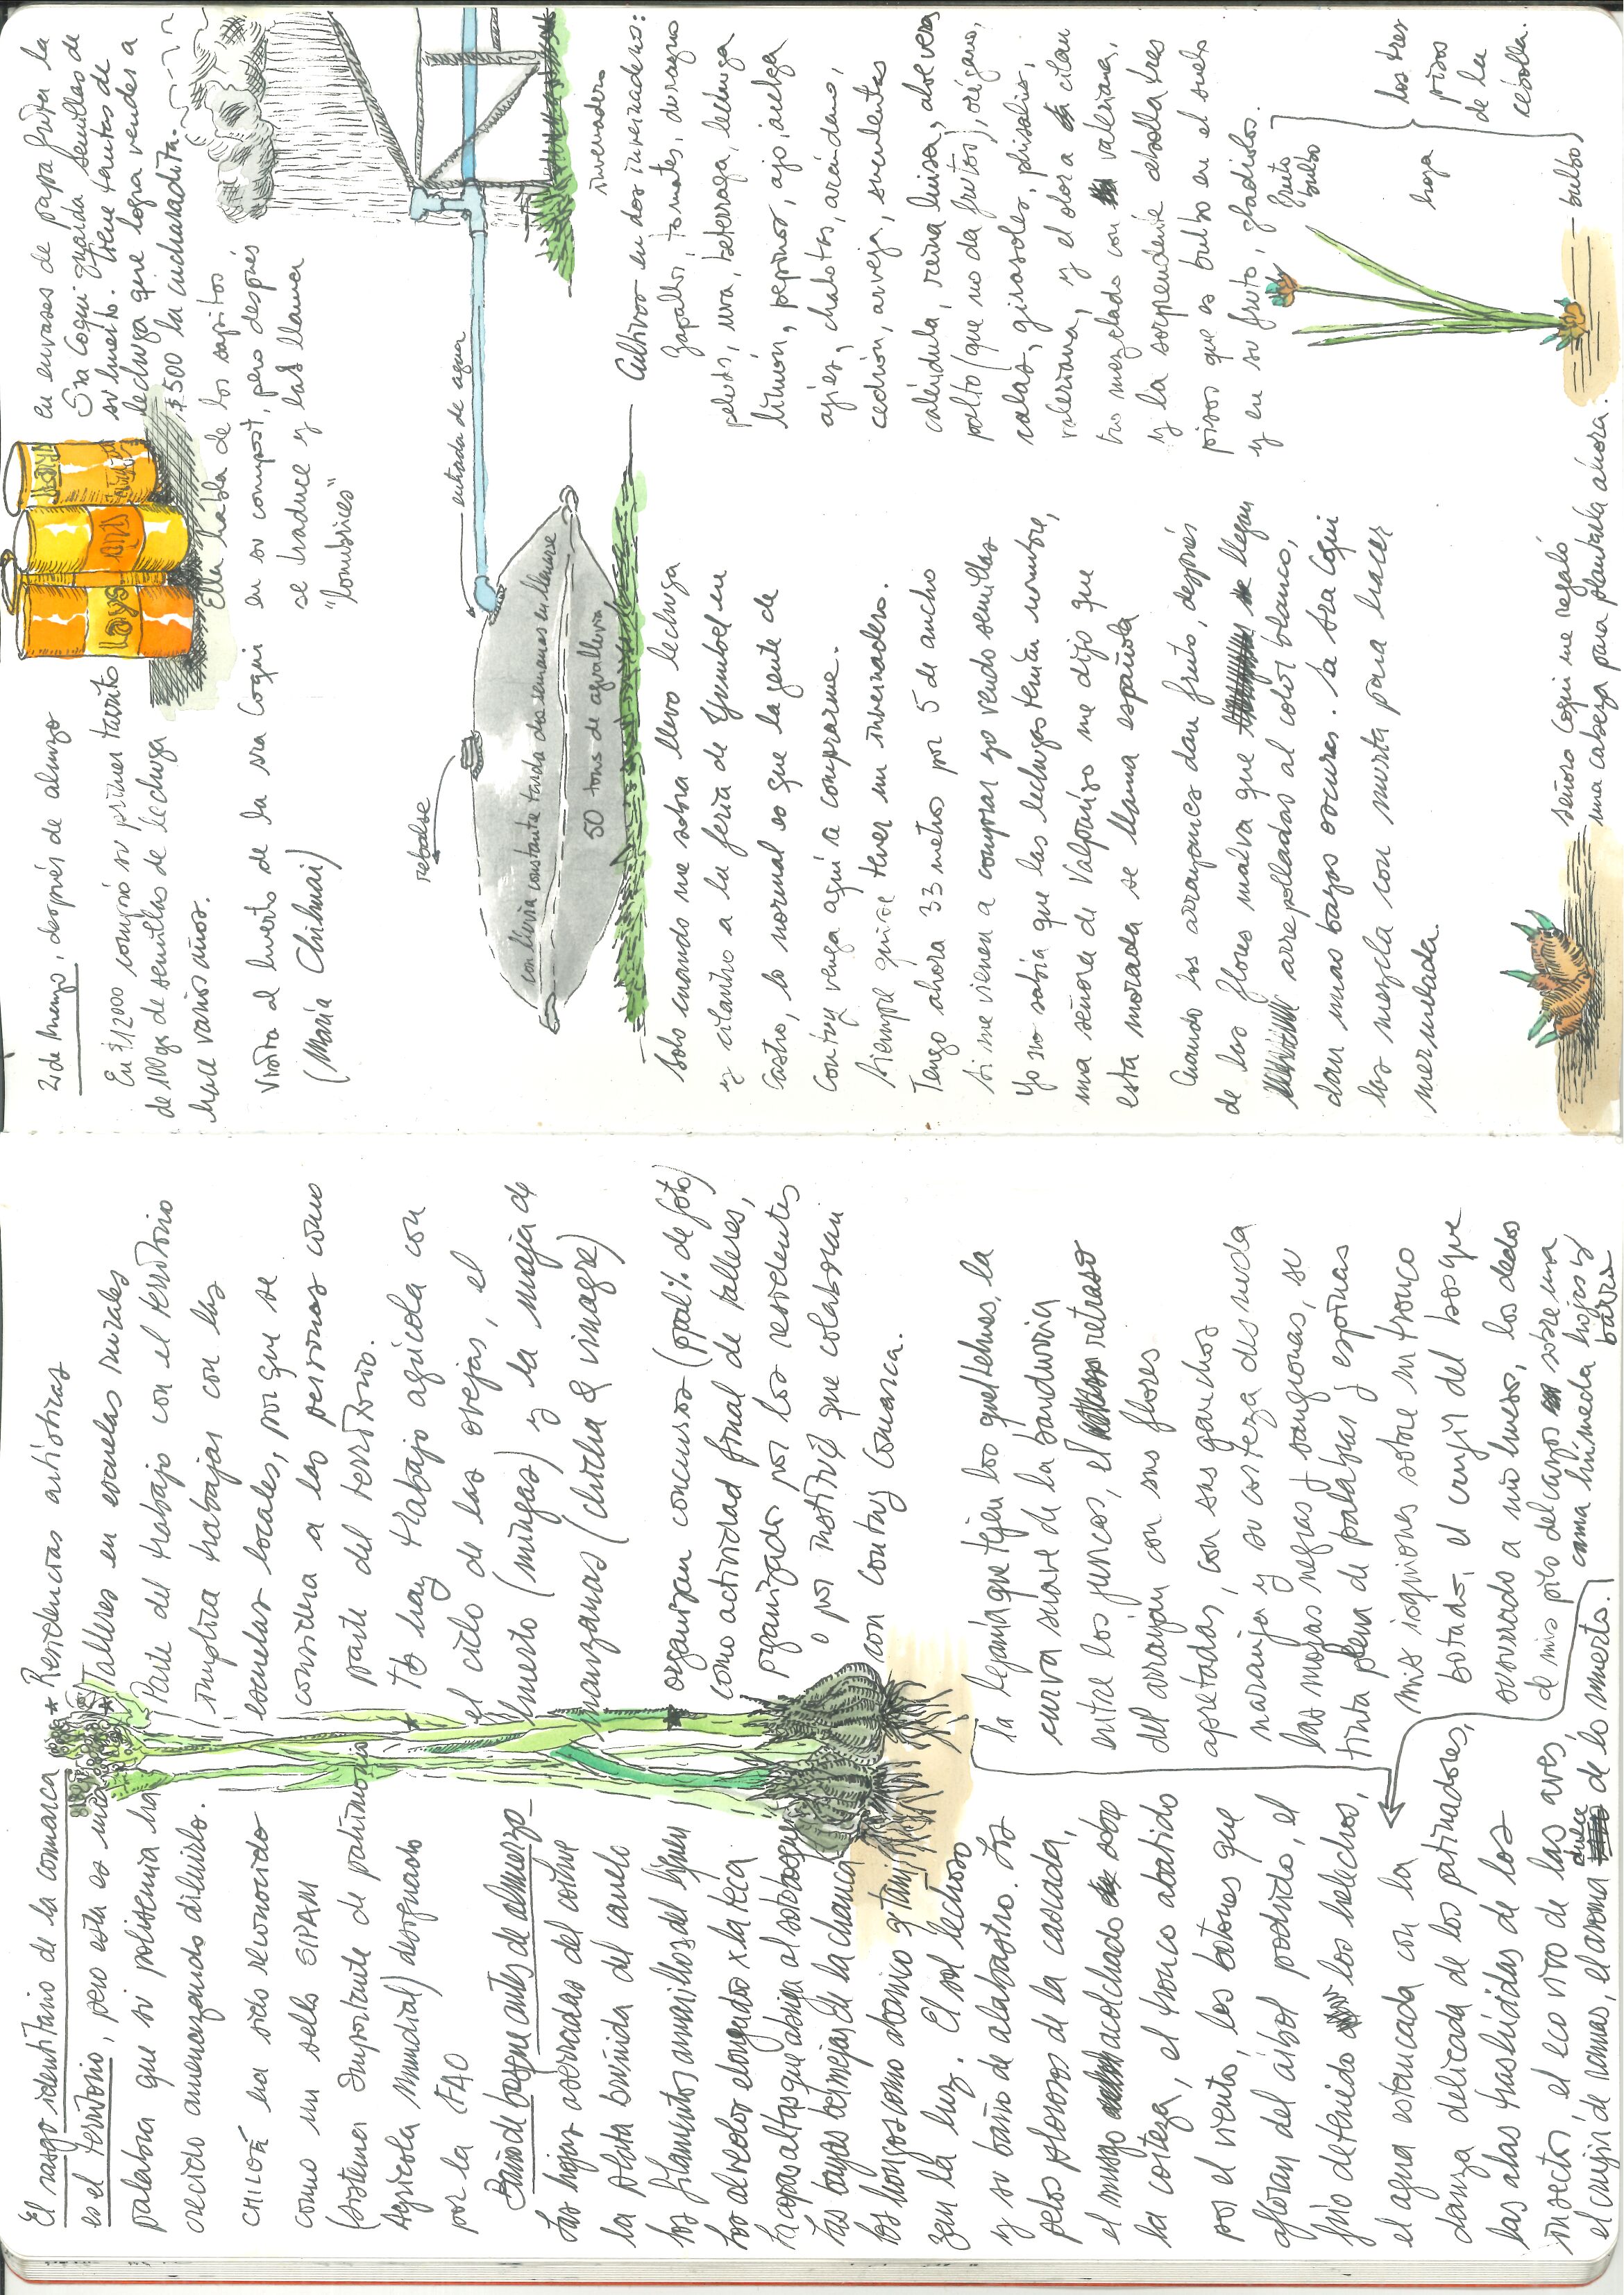 El rasgo identitario de la comarca
es el territorio, pero esta es una
palabra que su polisemia ha
crecido amenazando diluirlo.
CHILOÉ ha sido reconocido
como un sello SIPAM
(Sistema Importante de patrimonio
Agrícola Mundial) designado
por la FAO
Baño de bosque antes de almuerzo
Las hojas aserradas del coihue
la plata bruñida del canelo
los filamentos amarillos del liquen
los alveolos elongados x la teca
La copas altas que abriga al sotobosque
Las bayas bermejas de la chauca
los hongos como abanico q tami
zan la luz. El sol lechoso
y su baño de alabastro. Los
pelos plorosos de la cascada,
el musgo acolchado sobre
la corteza, el tronco abatido
por el viento, los botones que
afloran del árbol podrido, el
frío detenido los helechos,
el agua estancada con la
danza delicada de los patinadores,
las alas traslúcidas de los
insectos, el eco vivo de las aves,
el crujir de ramas, el aroma dulce de lo muerto.
★ Residencias artísticas
★ Talleres en escuelas rurales
Parte del trabajo con el territorio
implica trabajar con las
escuelas locales, porque se
considera a las personas como
parte del territorio.
★ Tb hay trabajo agrícola con
el ciclo de las ovejas, el
huerto (mingas) y la maja de
manzanas (chicha & vinagre)
★ organizan concursos (ppal% de foto)
como actividad final de talleres,
organizados por los residentes
o por instituc que colaboran
con Contuy Comarca.
la lejanía que tejen los queltehues, la
curva suave de la bandurria
entre los juncos, el retraso
del arrayán con sus flores
apretadas, con sus ganchos
naranja y su corteza desnuda
las moras negras y sangronas, su
tinta plena de palabras y espinas
mis isquiones sobre un tronco
botado, el crujir del bosque
susurrado a mis huesos, los dedos
de mis pies descalzos sobre una
cama húmeda hojas y
barro
2 de marzo, después de almuerzo
En $12000 compró su primer tarrito
de 100gs de semillas de lechuga
hace varios años.
Visita al huerto de la sra Coqui
(María Chihuai)
Lays
en envases de papa frita la
Sra Coqui guarda semillas de
su huerto. Tiene tantas de
lechuga que logra vender a
$500 la cucharadita.
Ella habla de los sapitos
en su compost, pero después
se traduce y las llama
"lombrices"
rebalse
entrada de agua
con lluvia constante tarda dos semanas en llenarse
50 tons de agua lluvia
invernadero
Solo cuando me sobra llevo lechuga
y cilantro a la feria de Yumbel en
Castro, lo normal es que la gente de
Contuy venga aquí a comprarme.
Siempre quise tener un invernadero.
Tengo ahora 33 metros por 5 de ancho
Si me vienen a comprar yo vendo semillas
Yo no sabía que las lechugas tenían nombre,
una señora de Valparaíso me dijo que
esta morada se llama española
Cuando los arrayanes dan fruto, después
de las flores malva que llegan
arrepolladas al color blanco,
dan unas bayas oscuras. La sra Coqui
las mezcla con murta para hacer
mermelada.
Señora Coqui me regaló
una cabeza para plantarla ahora.
Cultivos en dos invernaderos:
Zapallos, tomates, durazno
peludo, uva, beterraga, lechuga
limón, pepinos, ajo, acelga
ajíes, chalotas, arándano,
cedrón, arveja, suculentas
caléndula, reina luisa, aloe vera
palto (que no da frutos), orégano,
calas, girasoles, phisalis,
valeriana, y el olor a cilan
tro mezclado con valeriana,
y la sorprendente cebolla tres
pisos que es bulbo en el suelo
y en su fruto, gladiolos.
fruto
bulbo
hoja
bulbo
los tres
pisos
de la
cebolla.